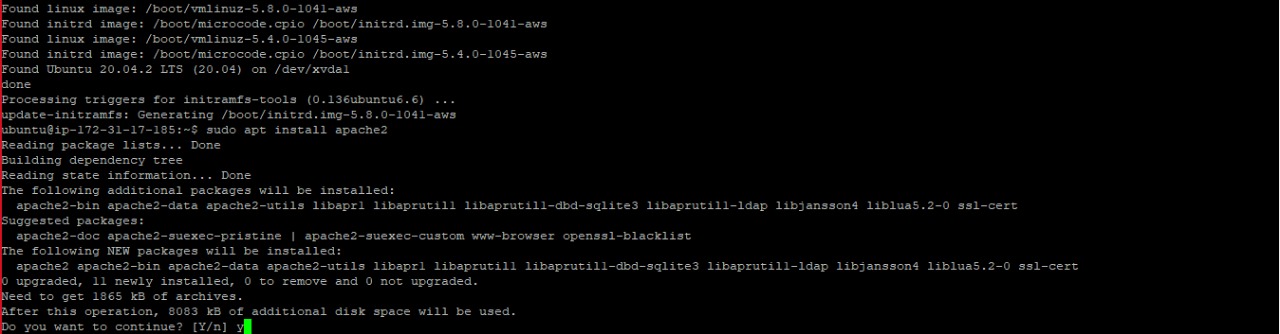 Found linux image: /boot/vmlinuz-5.8.0-1041-aws
Found initrd image: /boot/microcode.cpio /boot/initrd.img-5.8.0-1041-aws
Found linux image: /boot/vmlinuz-5.4.0-1045-aws
Found initrd image: /boot/microcode.cpio /boot/initrd.img-5.4.0-1045-aws
Found Ubuntu 20.04.2 LTS (20.04) on /dev/xvda1
done
Processing triggers for initramfs-tools (0.136ubuntu6.6) ...
update-initramfs: Generating /boot/initrd.img-5.8.0-1041-aws
ubuntu@ip-172-31-17-185:~$ sudo apt install apache2
Reading package lists... Done
Building dependency tree
Reading state information... Done
The following additional packages will be installed:
apache2-bin apache2-data apache2-utils libapr1 libaprutil1 libaprutil1-dbd-sqlite3 libaprutil1-ldap libjansson4 liblua5.2-0 ssl-cert
Suggested packages:
apache2-doc apache2-suexec-pristine | apache2-suexec-custom www-browser openssl-blacklist
The following NEW packages will be installed:
apache2 apache2-bin apache2-data apache2-utils libapr1 libaprutil1 libaprutil1-dbd-sqlite3 libaprutil1-ldap libjansson4 liblua5.2-0 ssl-cert
0 upgraded, 11 newly installed, 0 to remove and 0 not upgraded.
Need to get 1865 kB of archives.
After this operation, 8083 kB of additional disk space will be used.
Do you want to continue? [Y/n] y